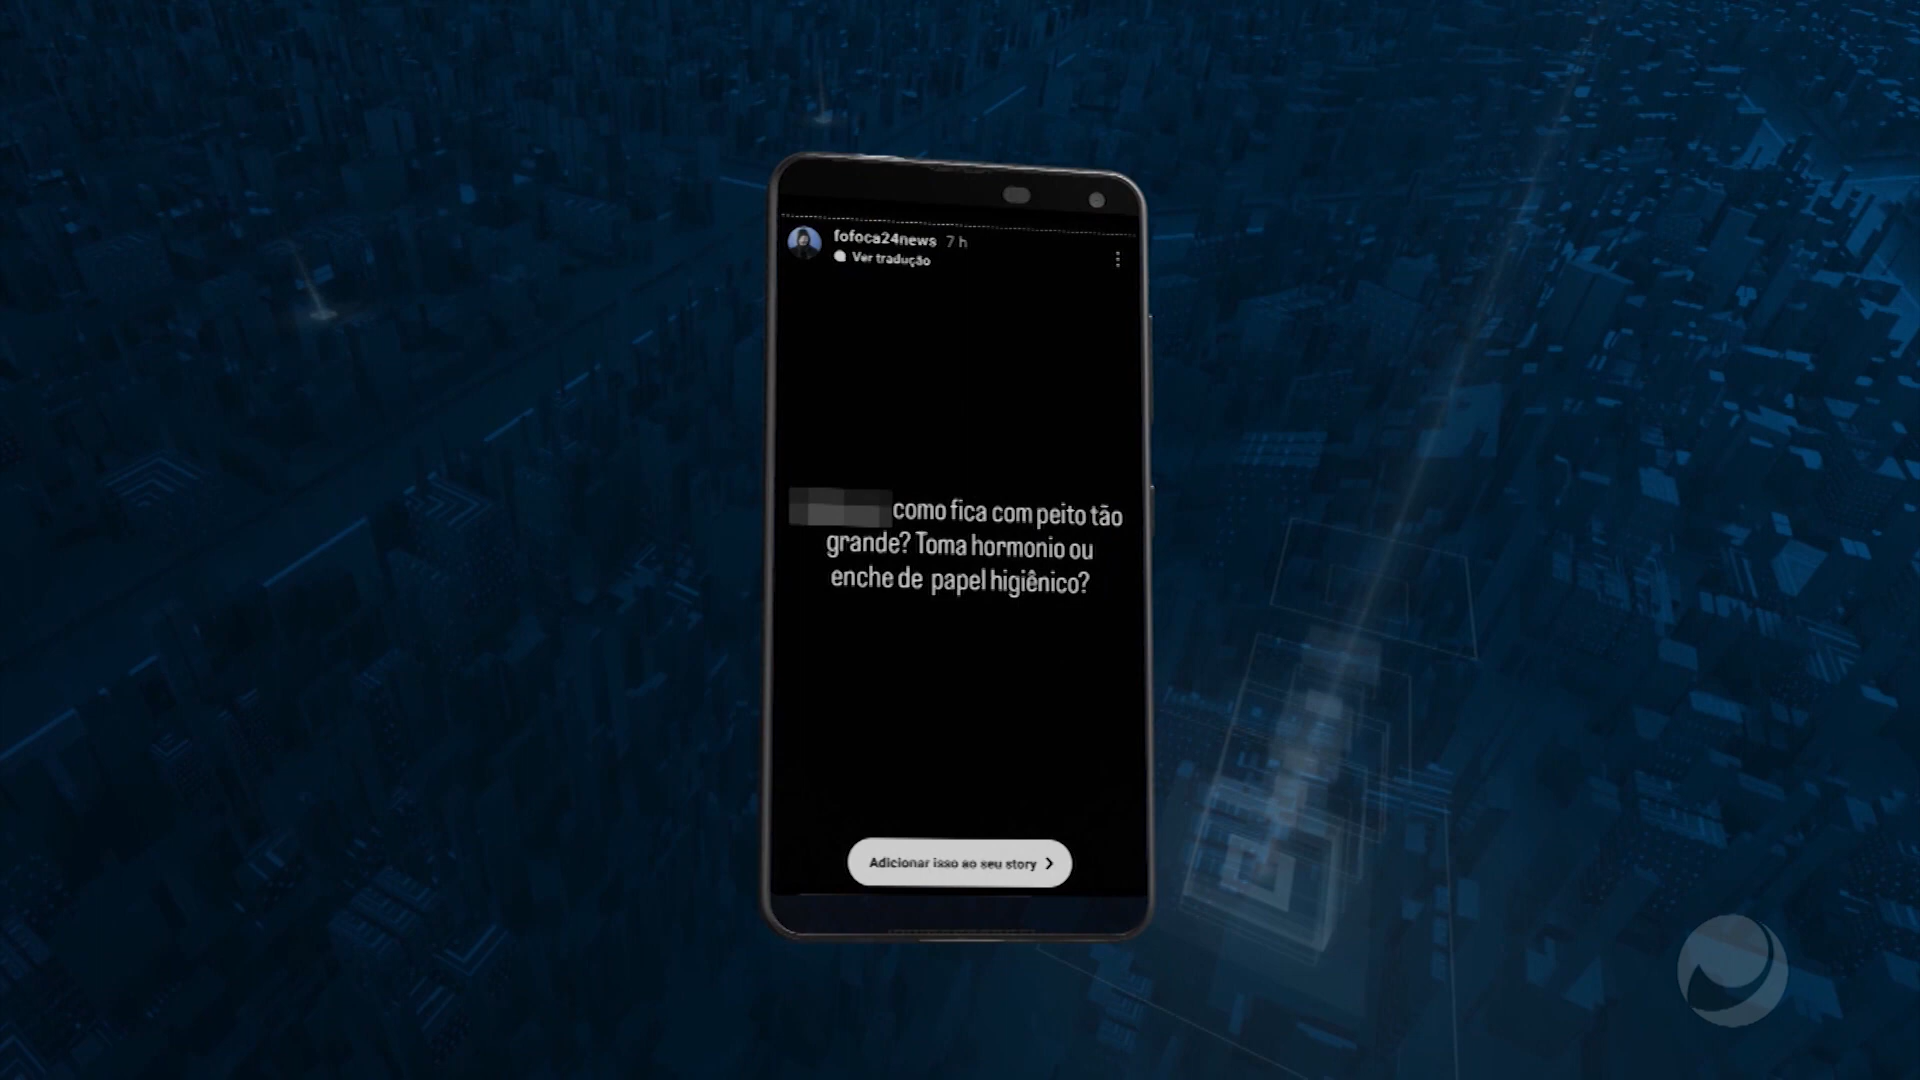 fofoca24news 7 h
Ver tradução
como fica com peito tão
grande? Toma hormonio ou
enche de papel higiênico?
Adicionar isso ao seu story